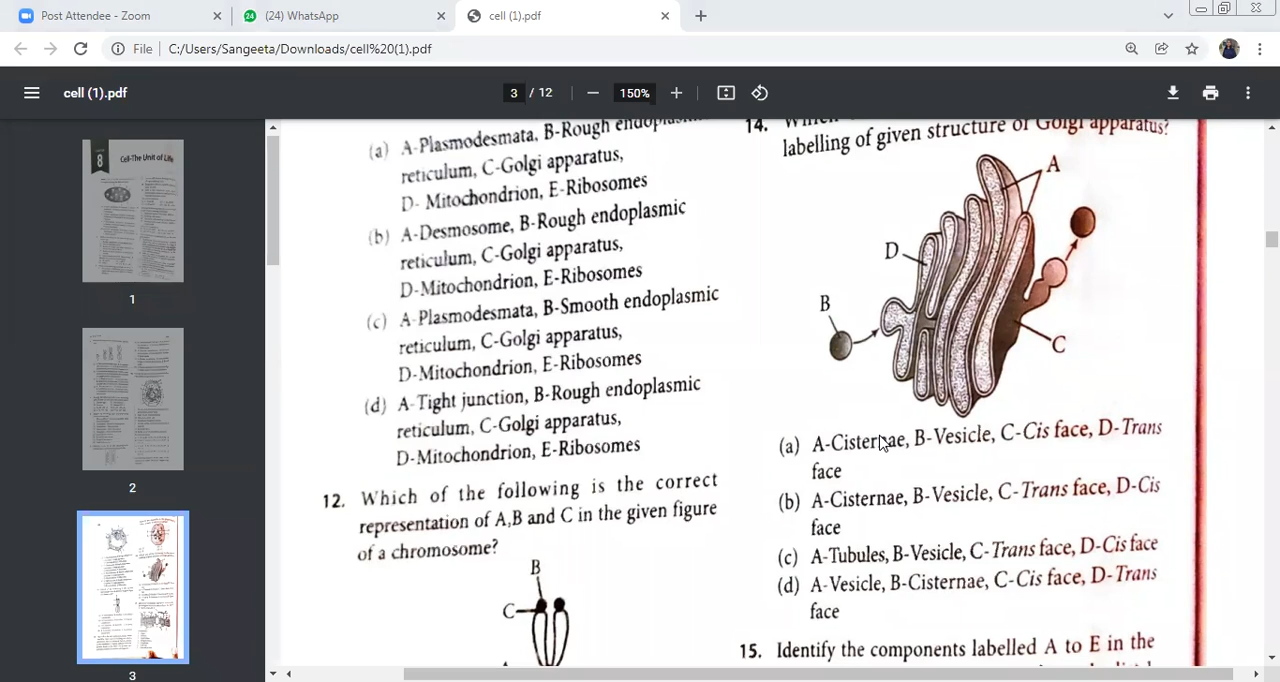 Post Attendee - Zoom
24
(24) WhatsApp
cell (1).pdf
File
C:/Users/Sangeeta/Downloads/cell%20(1).pdf
cell (1).pdf
3 / 12
150%
8
Cell-The Unit of Life
1
2
3
(a) A-Plasmodesmata, B-Rough
reticulum, C-Golgi apparatus,
D- Mitochondrion, E-Ribosomes
(b) A-Desmosome, B-Rough endoplasmic
reticulum, C-Golgi apparatus,
D-Mitochondrion, E-Ribosomes
(c) A-Plasmodesmata, B-Smooth endoplasmic
reticulum, C-Golgi apparatus,
D-Mitochondrion, E-Ribosomes
(d) A-Tight junction, B-Rough endoplasmic
reticulum, C-Golgi apparatus,
D-Mitochondrion, E-Ribosomes
12. Which of the following is the correct
representation of A,B and C in the given figure
of a chromosome?
B
C
14. Which
labelling of given structure of Golgi apparatus?
A
D
B
C
(a) A-Cisternae, B-Vesicle, C-Cis face, D-Trans
face
(b) A-Cisternae, B-Vesicle, C-Trans face, D-Cis
face
(c) A-Tubules, B-Vesicle, C-Trans face, D-Cis face
(d) A-Vesicle, B-Cisternae, C-Cis face, D-Trans
face
15. Identify the components labelled A to E in the